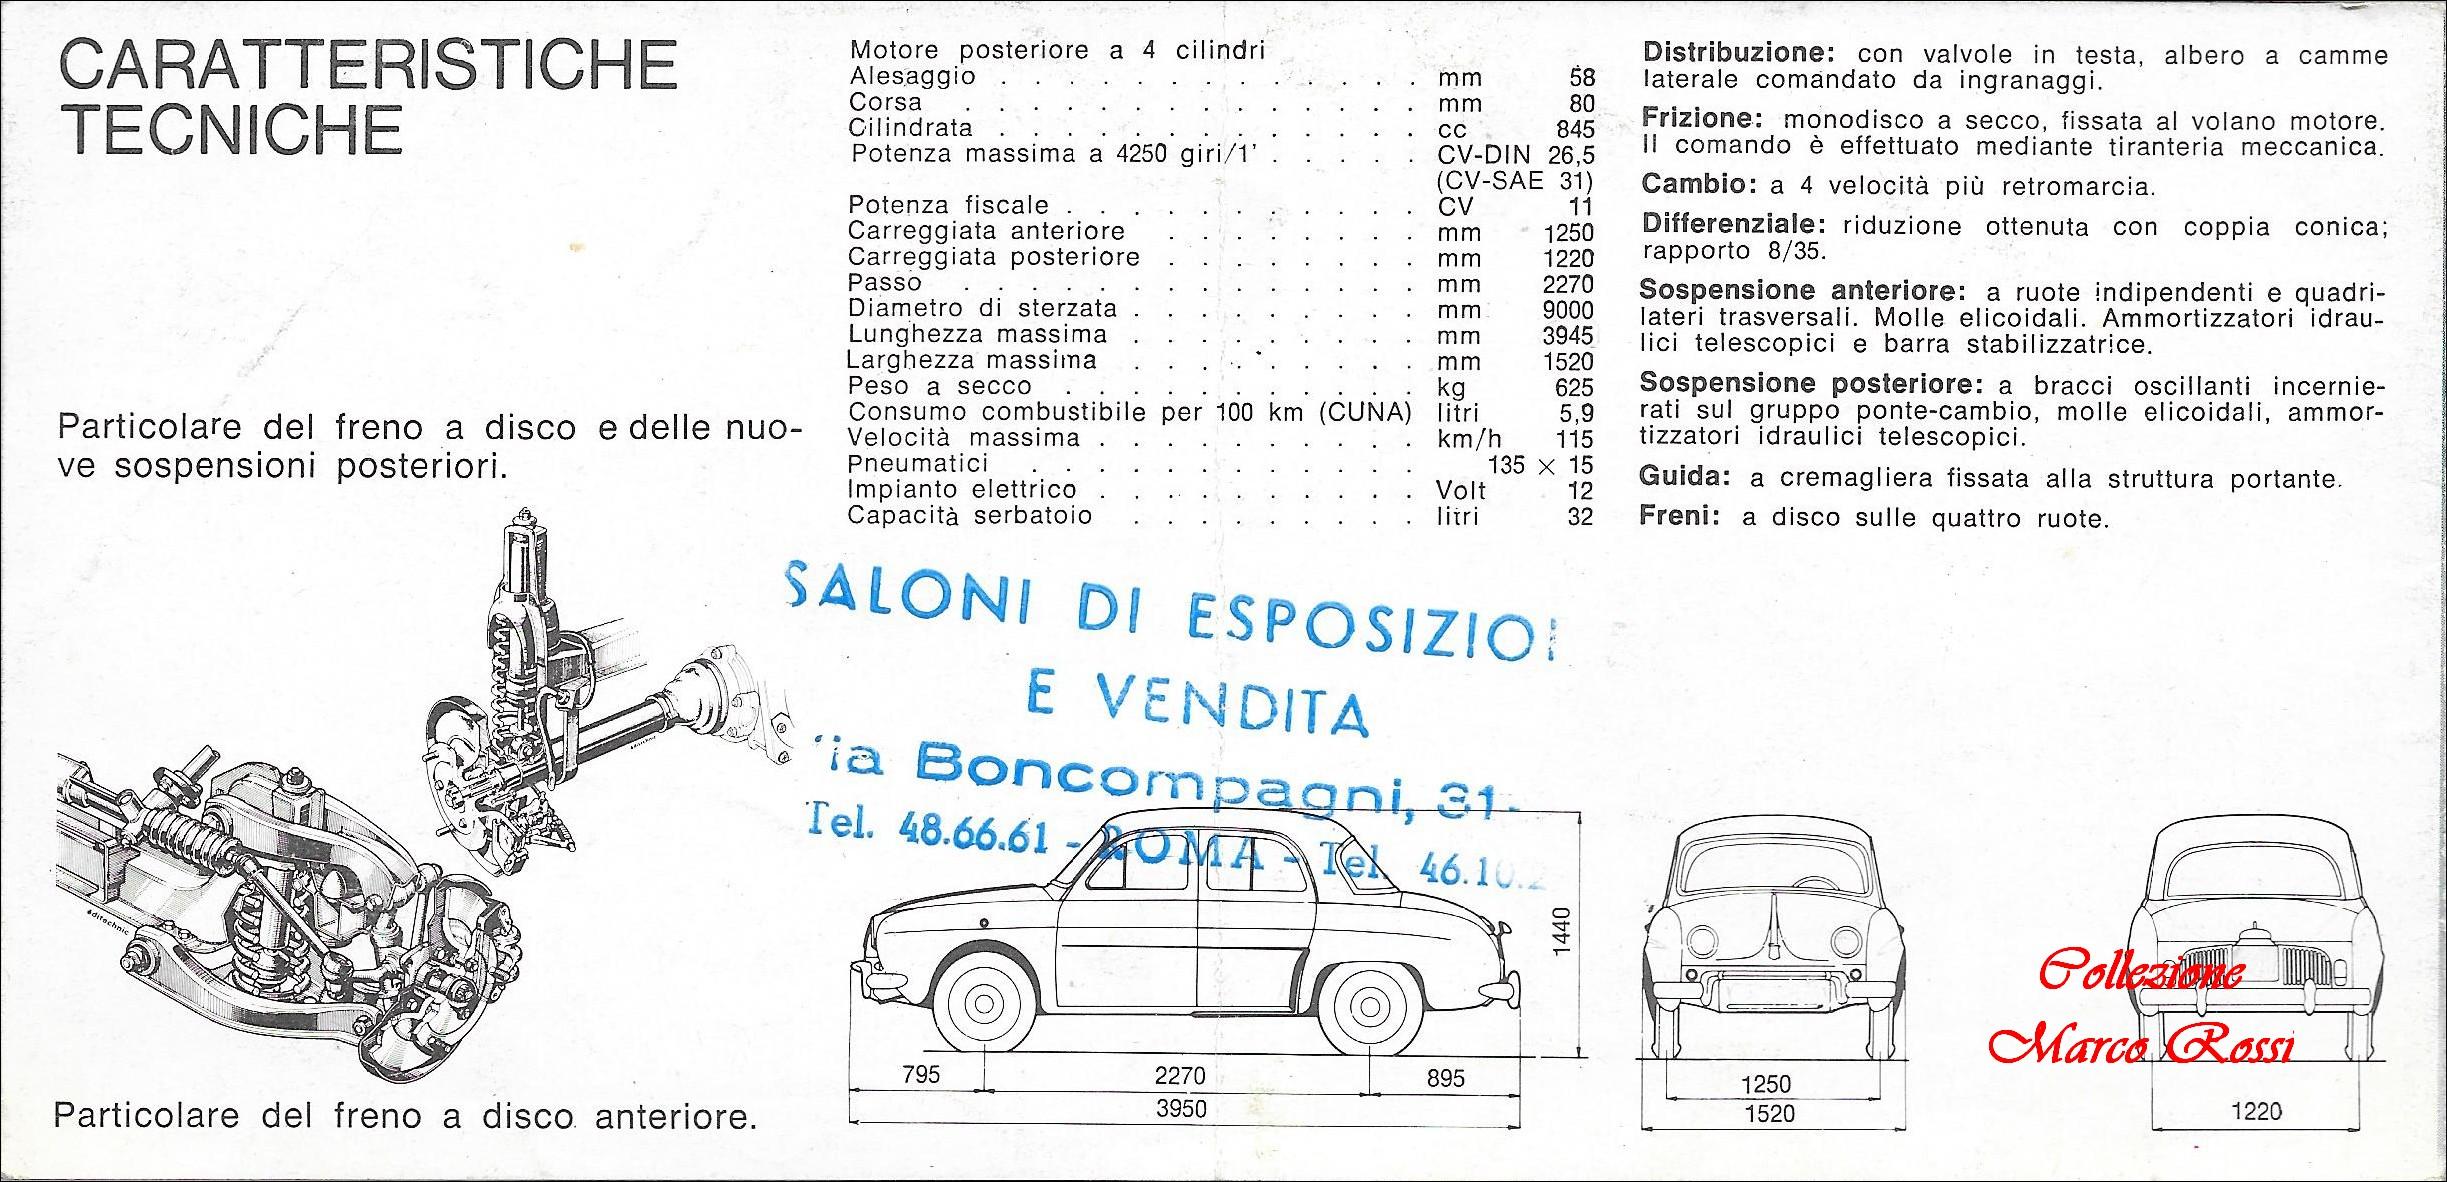 CARATTERISTICHE
TECNICHE
Particolare del freno a disco e delle nuo-
ve sospensioni posteriori.
editechnic
editechnic
Particolare del freno a disco anteriore.
Motore posteriore a 4 cilindri
Alesaggio . . . . . . . . . . . . . mm 58
Corsa . . . . . . . . . . . . . . mm 80
Cilindrata . . . . . . . . . . . . . cc 845
Potenza massima a 4250 giri/1' . . . . . CV-DIN 26,5
(CV-SAE 31)
Potenza fiscale . . . . . . . . . . . CV 11
Carreggiata anteriore . . . . . . . . mm 1250
Carreggiata posteriore . . . . . . . . mm 1220
Passo . . . . . . . . . . . . . . mm 2270
Diametro di sterzata . . . . . . . . . mm 9000
Lunghezza massima . . . . . . . . . mm 3945
Larghezza massima . . . . . . . . . mm 1520
Peso a secco . . . . . . . . . . . kg 625
Consumo combustibile per 100 km (CUNA) litri 5,9
Velocità massima . . . . . . . . . . km/h 115
Pneumatici . . . . . . . . . . . . 135 × 15
Impianto elettrico . . . . . . . . . . Volt 12
Capacità serbatoio . . . . . . . . . litri 32
Distribuzione: con valvole in testa, albero a camme
laterale comandato da ingranaggi.
Frizione: monodisco a secco, fissata al volano motore.
Il comando è effettuato mediante tiranteria meccanica.
Cambio: a 4 velocità più retromarcia.
Differenziale: riduzione ottenuta con coppia conica;
rapporto 8/35.
Sospensione anteriore: a ruote indipendenti e quadri-
lateri trasversali. Molle elicoidali. Ammortizzatori idrau-
lici telescopici e barra stabilizzatrice.
Sospensione posteriore: a bracci oscillanti incernie-
rati sul gruppo ponte-cambio, molle elicoidali, ammor-
tizzatori idraulici telescopici.
Guida: a cremagliera fissata alla struttura portante.
Freni: a disco sulle quattro ruote.
SALONI DI ESPOSIZIO
E VENDITA
ia Boncompagni, 31-
Tel. 48.66.61 - ROMA - Tel. 46.10.
1440
795
2270
895
3950
1250
1520
1220
Collezione
Marco Rossi